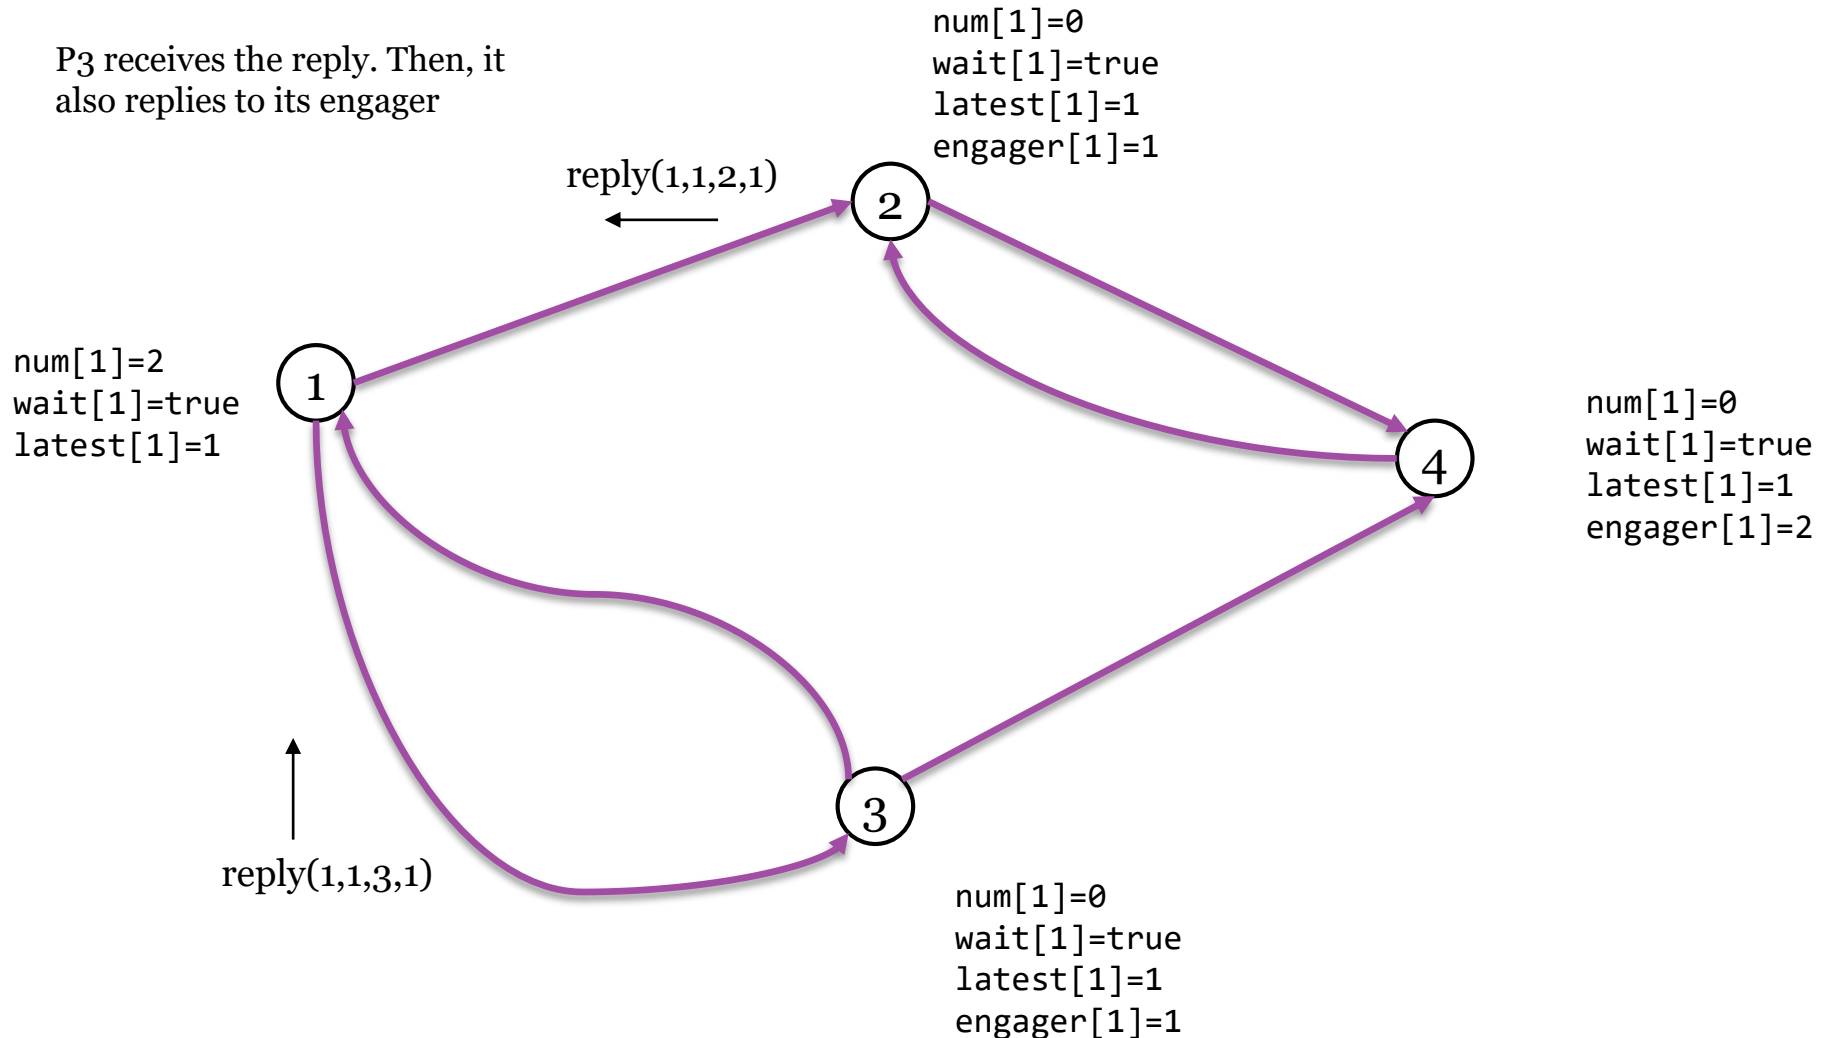 P3 receives the reply. Then, it
also replies to its engager
num[1]=0
wait[1]=true
latest[1]=1
engager[1]=1
reply(1,1,2,1)
2
num[1]=2
wait[1]=true
latest[1]=1
1
num[1]=0
wait[1]=true
latest[1]=1
engager[1]=2
4
3
reply(1,1,3,1)
num[1]=0
wait[1]=true
latest[1]=1
engager[1]=1